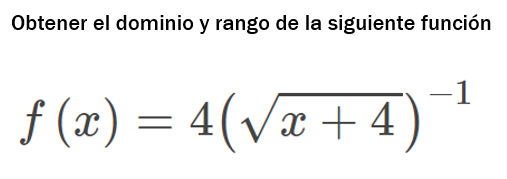 Obtener el dominio y rango de la siguiente función
f (x) = 4(√x + 4)⁻¹